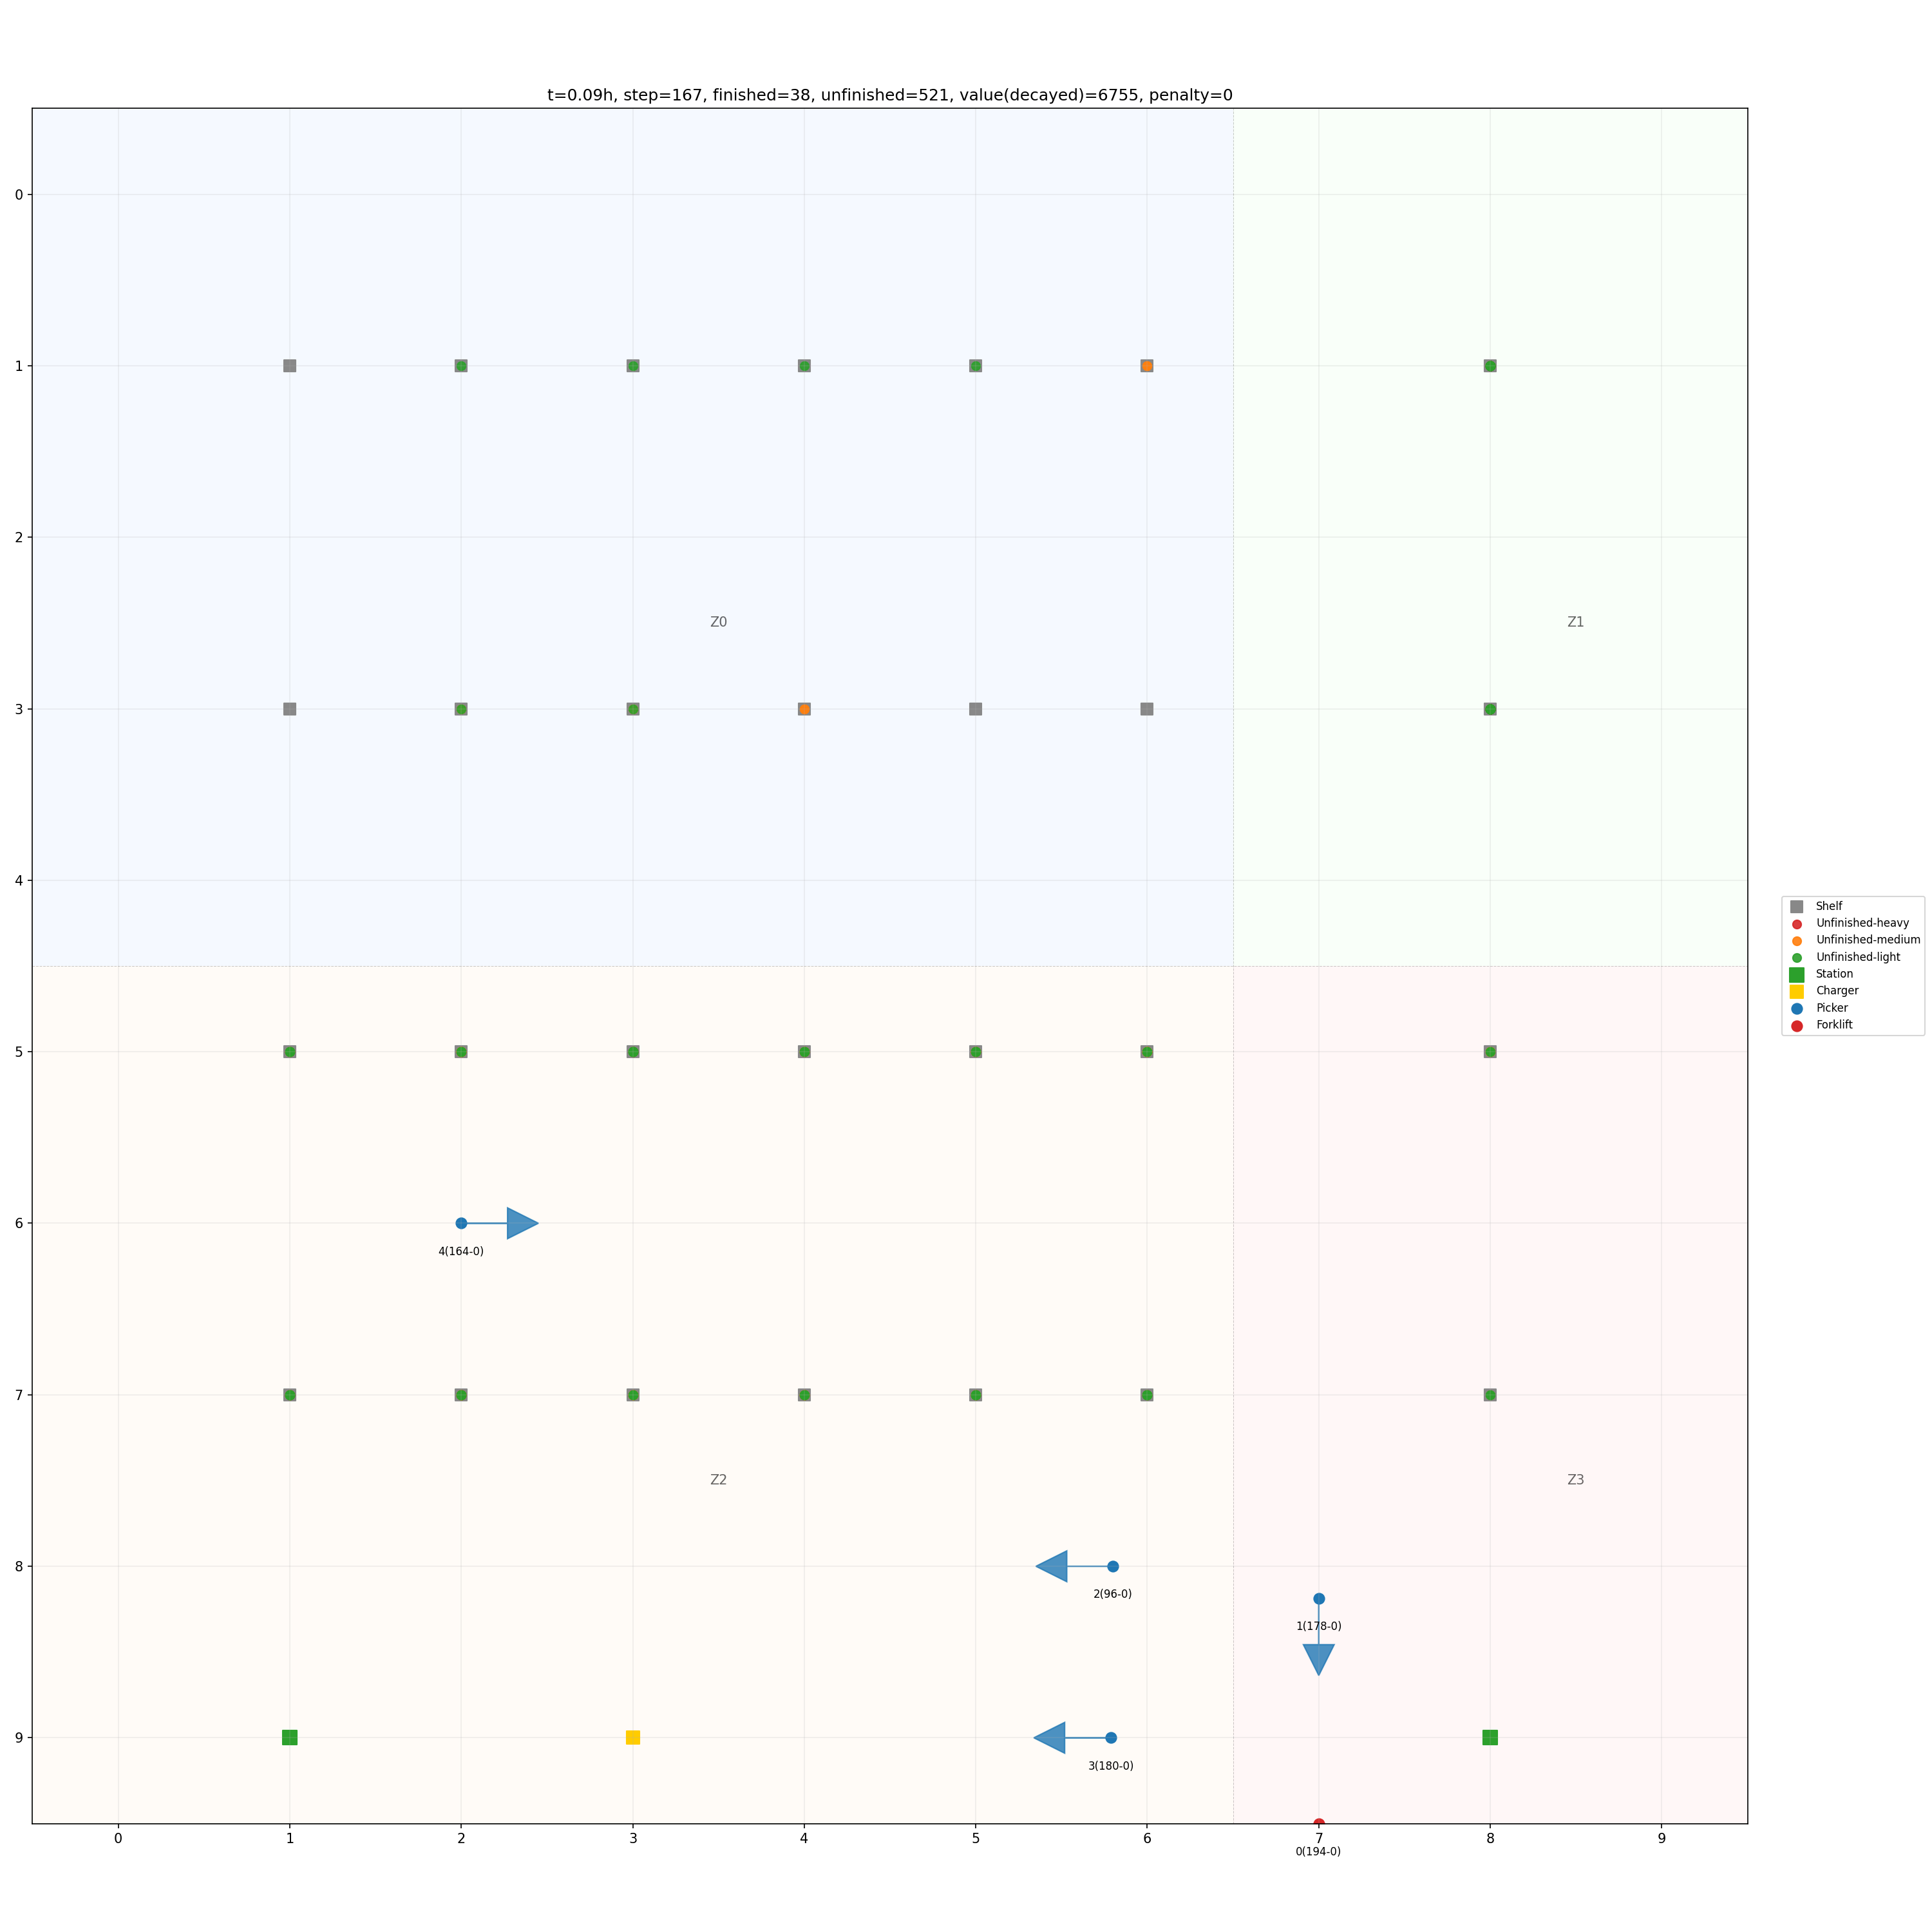 t=0.09h, step=167, finished=38, unfinished=521, value(decayed)=6755, penalty=0
0
1
2
Z0
Z1
3
4
Shelf
Unfinished-heavy
Unfinished-medium
Unfinished-light
Station
Charger
Picker
Forklift
5
6
4(164-0)
7
Z2
Z3
8
2(96-0)
1(178-0)
9
3(180-0)
0 1 2 3 4 5 6 7 8 9
0(194-0)